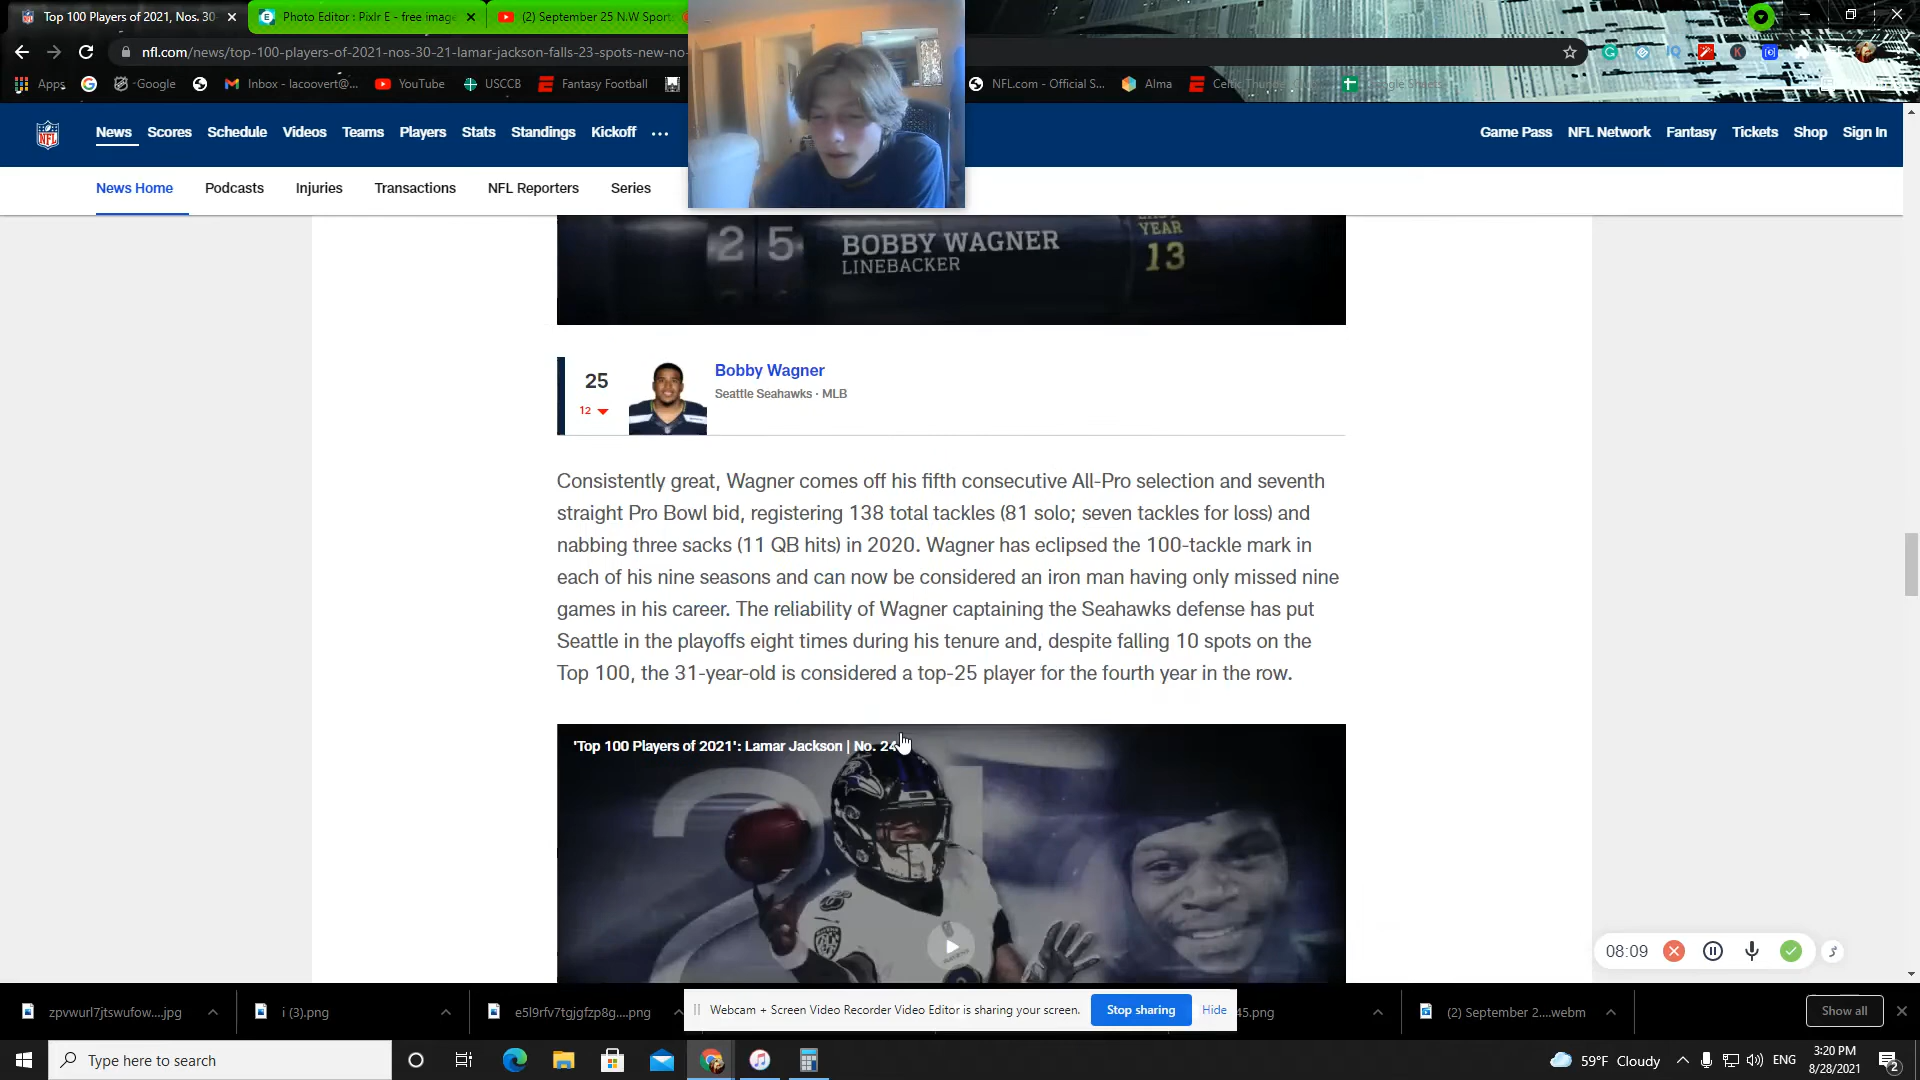 Top 100 Players of 2021, Nos. 30
Photo Editor : Pixlr E - free image
(2) September 25 N.W Sport
nfl.com/news/top-100-players-of-2021-nos-30-21-lamar-jackson-falls-23-spots-new-no-
Apps
-Google
Inbox - lacoovert@...
YouTube
USCCB
Fantasy Football
NFL.com - Official S...
Alma
NFL
News
Scores
Schedule
Videos
Teams
Players
Stats
Standings
Kickoff
Game Pass
NFL Network
Fantasy
Tickets
Shop
Sign In
News Home
Podcasts
Injuries
Transactions
NFL Reporters
Series
25
BOBBY WAGNER
LINEBACKER
YEAR
13
25
12
Bobby Wagner
Seattle Seahawks · MLB
Consistently great, Wagner comes off his fifth consecutive All-Pro selection and seventh
straight Pro Bowl bid, registering 138 total tackles (81 solo; seven tackles for loss) and
nabbing three sacks (11 QB hits) in 2020. Wagner has eclipsed the 100-tackle mark in
each of his nine seasons and can now be considered an iron man having only missed nine
games in his career. The reliability of Wagner captaining the Seahawks defense has put
Seattle in the playoffs eight times during his tenure and, despite falling 10 spots on the
Top 100, the 31-year-old is considered a top-25 player for the fourth year in the row.
'Top 100 Players of 2021': Lamar Jackson | No. 24
08:09
zpvwurl7jtswufow....jpg
i (3).png
e5l9rfv7tgjgfzp8g....png
Webcam + Screen Video Recorder Video Editor is sharing your screen.
Stop sharing
Hide
45.png
(2) September 2....webm
Show all
Type here to search
59°F Cloudy
ENG
3:20 PM
8/28/2021
2